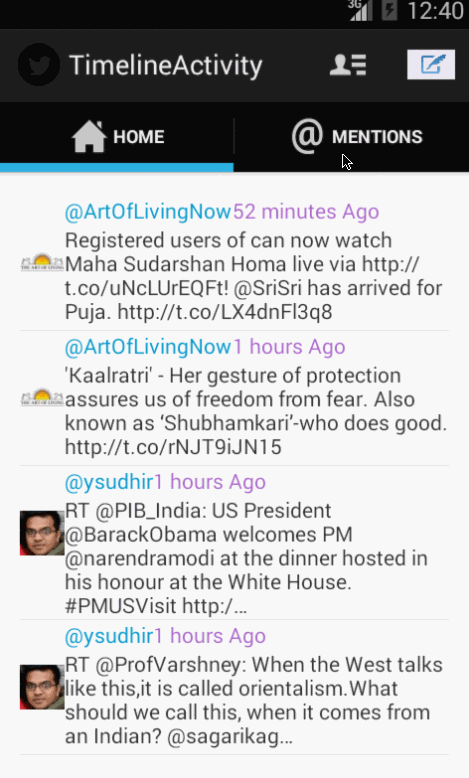 3G 12:40
TimelineActivity
HOME
@ MENTIONS
@ArtOfLivingNow52 minutes Ago
Registered users of can now watch
Maha Sudarshan Homa live via http://
t.co/uNcLUrEQFt! @SriSri has arrived for
Puja. http://t.co/LX4dnFl3q8
THE ART OF LIVING
@ArtOfLivingNow1 hours Ago
'Kaalratri' - Her gesture of protection
assures us of freedom from fear. Also
known as ‘Shubhamkari’-who does good.
http://t.co/rNJT9iJN15
THE ART OF LIVING
@ysudhir1 hours Ago
RT @PIB_India: US President
@BarackObama welcomes PM
@narendramodi at the dinner hosted in
his honour at the White House.
#PMUSVisit http:/...
@ysudhir1 hours Ago
RT @ProfVarshney: When the West talks
like this,it is called orientalism.What
should we call this, when it comes from
an Indian? @sagarikag...